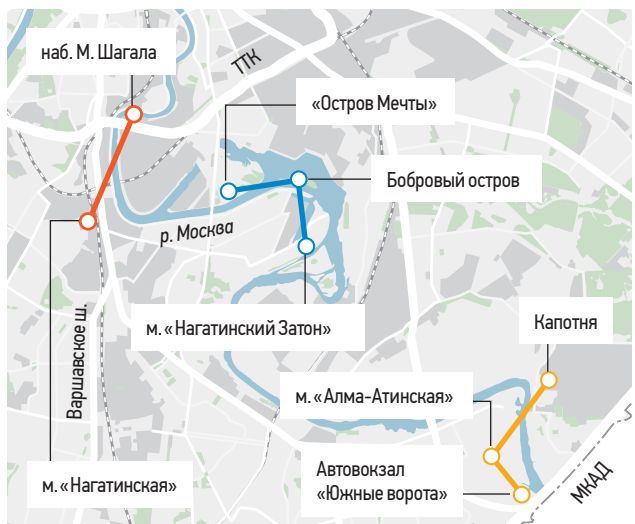 наб. М. Шагала
ТТК
«Остров Мечты»
Бобровый остров
р. Москва
м. «Нагатинский Затон»
Варшавское ш.
Капотня
м. «Алма-Атинская»
Автовокзал
«Южные ворота»
м. «Нагатинская»
МКАД